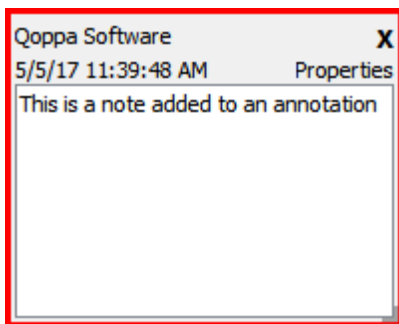 Qoppa Software X
5/5/17 11:39:48 AM Properties
This is a note added to an annotation